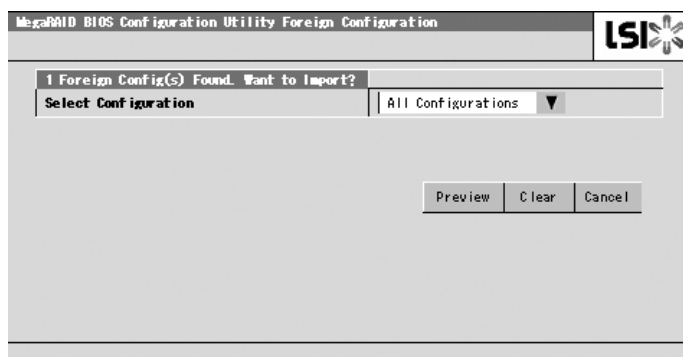 MegaRAID BIOS Configuration Utility Foreign Configuration
LSI
1 Foreign Config(s) Found. Want to Import?
Select Configuration All Configurations
Preview Clear Cancel